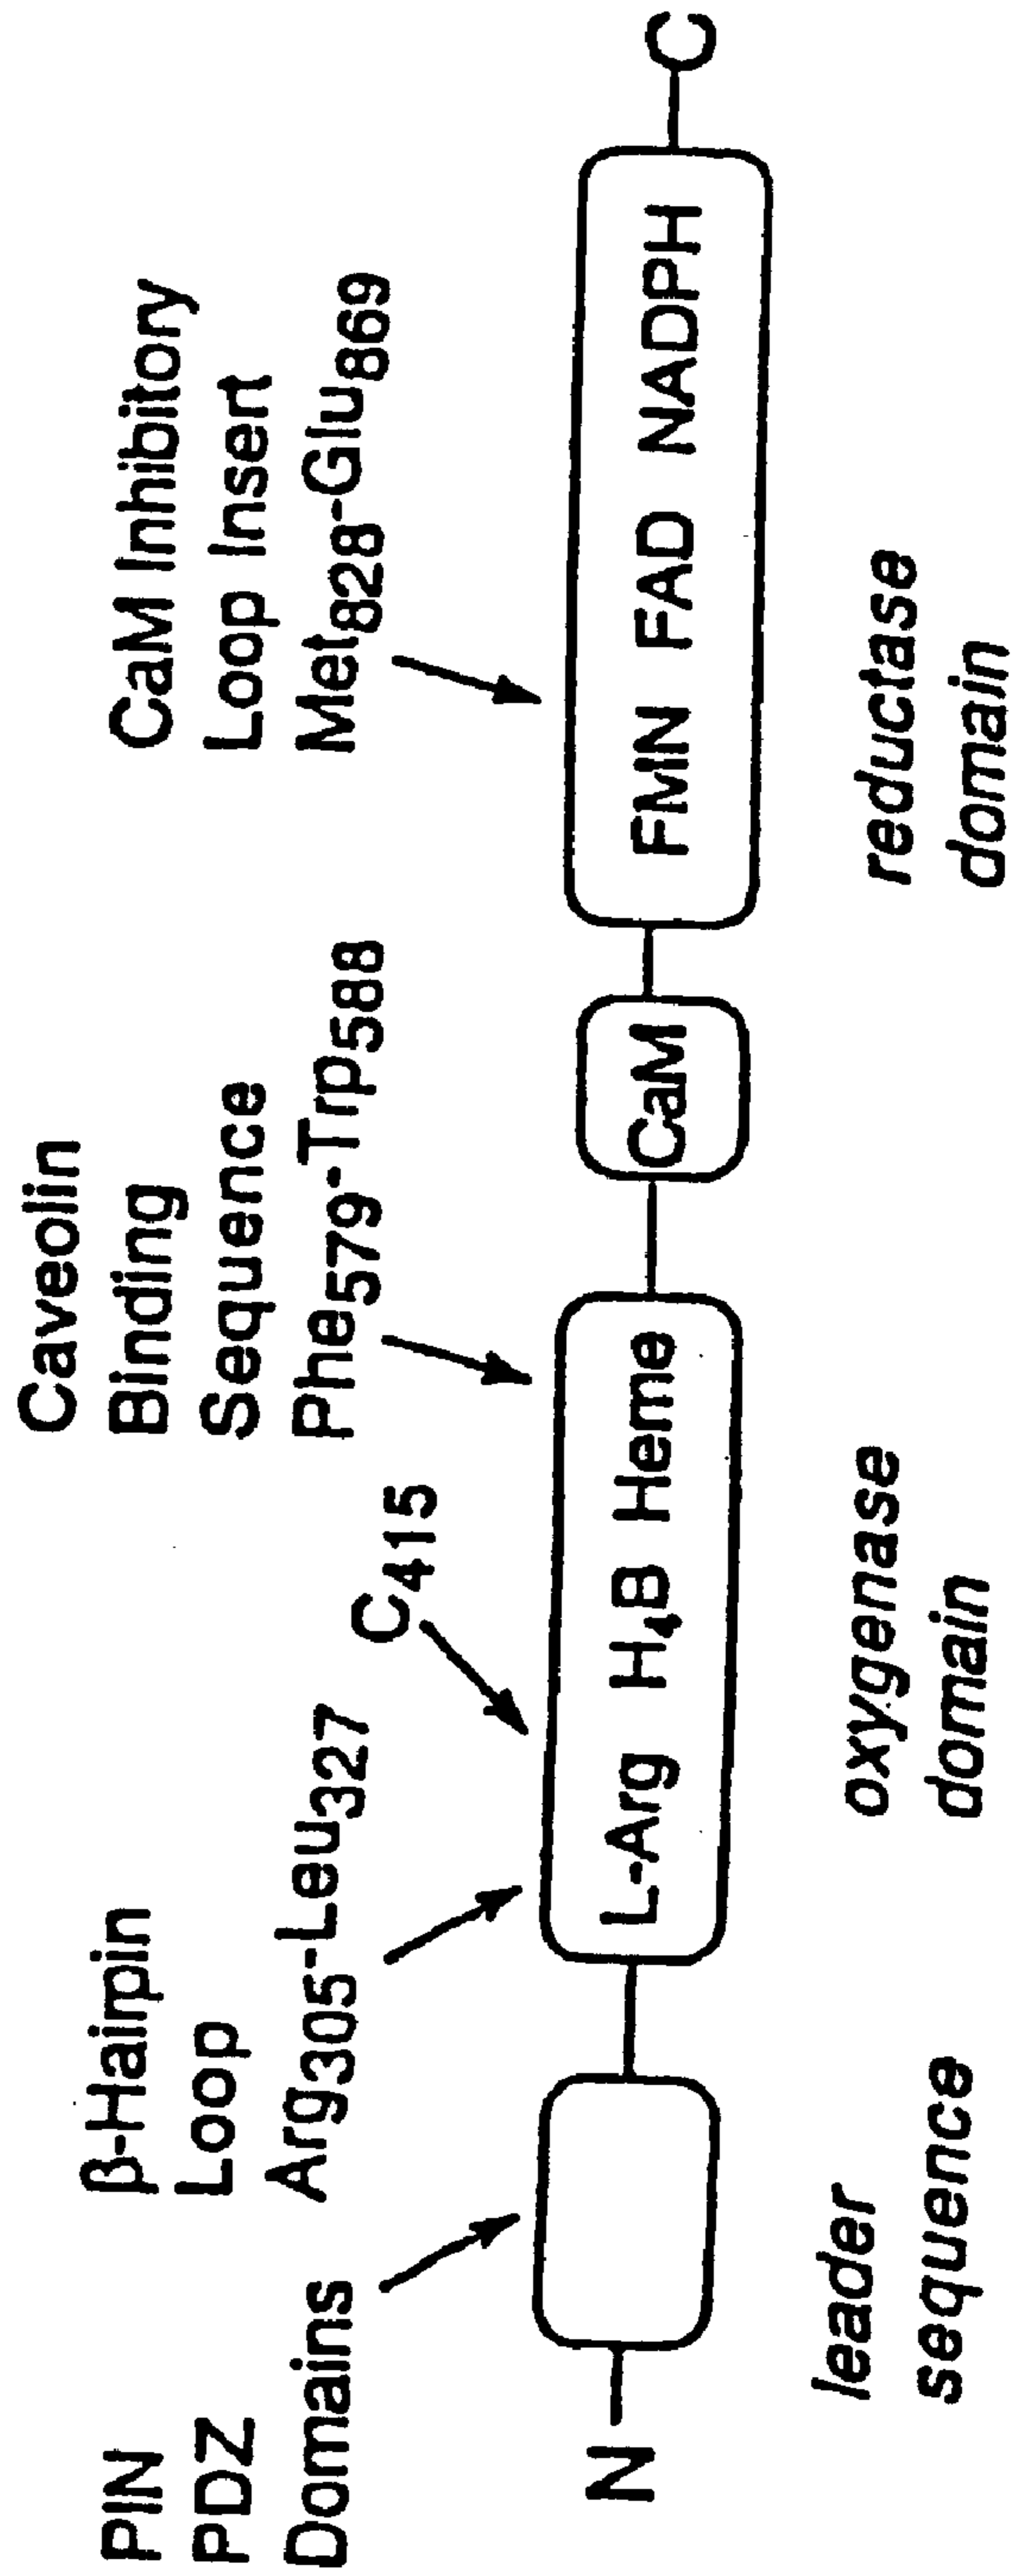 PIN
PDZ
Domains
β-Hairpin
Loop
Arg305-Leu327
C415
Caveolin
Binding
Sequence
Phe579-Trp588
CaM Inhibitory
Loop Insert
Met828-Glu869
N
L-Arg H4B Heme
CaM
FMN FAD NADPH
C
leader
sequence
oxygenase
domain
reductase
domain